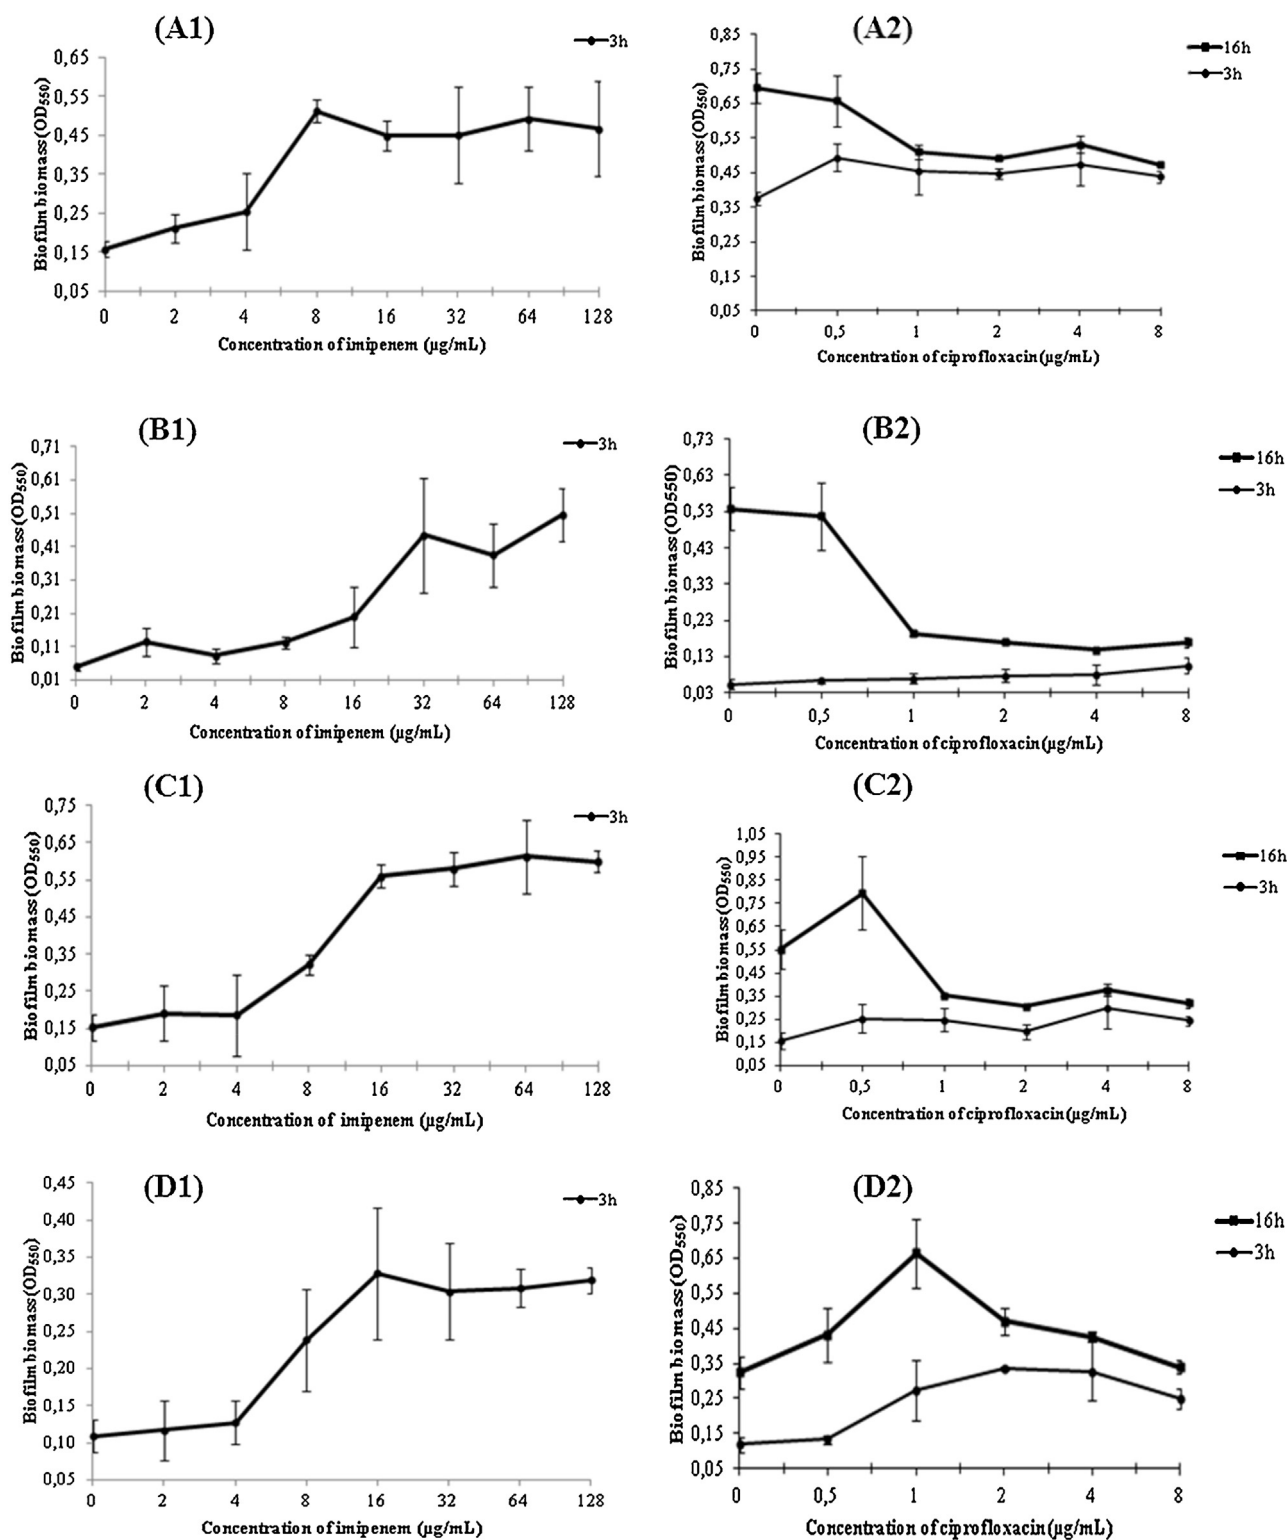 (A1)
3h
0,65
0,55
0,45
0,35
0,25
0,15
0,05
Biofilm biomass (OD550)
0 2 4 8 16 32 64 128
Concentration of imipenem (µg/mL)
(A2)
16h
3h
0,85
0,75
0,65
0,55
0,45
0,35
0,25
0,15
0,05
Biofilm biomass (OD550)
0 0,5 1 2 4 8
Concentration of ciprofloxacin (µg/mL)
(B1)
3h
0,71
0,61
0,51
0,41
0,31
0,21
0,11
0,01
Biofilm biomass (OD550)
0 2 4 8 16 32 64 128
Concentration of imipenem (µg/mL)
(B2)
16h
3h
0,73
0,63
0,53
0,43
0,33
0,23
0,13
0,03
Biofilm biomass (OD550)
0 0,5 1 2 4 8
Concentration of ciprofloxacin (µg/mL)
(C1)
3h
0,75
0,65
0,55
0,45
0,35
0,25
0,15
0,05
Biofilm biomass (OD550)
0 2 4 8 16 32 64 128
Concentration of imipenem (µg/mL)
(C2)
16h
3h
1,05
0,95
0,85
0,75
0,65
0,55
0,45
0,35
0,25
0,15
0,05
Biofilm biomass (OD550)
0 0,5 1 2 4 8
Concentration of ciprofloxacin (µg/mL)
(D1)
3h
0,45
0,40
0,35
0,30
0,25
0,20
0,15
0,10
0,05
Biofilm biomass (OD550)
0 2 4 8 16 32 64 128
Concentration of imipenem (µg/mL)
(D2)
16h
3h
0,85
0,75
0,65
0,55
0,45
0,35
0,25
0,15
0,05
Biofilm biomass (OD550)
0 0,5 1 2 4 8
Concentration of ciprofloxacin (µg/mL)